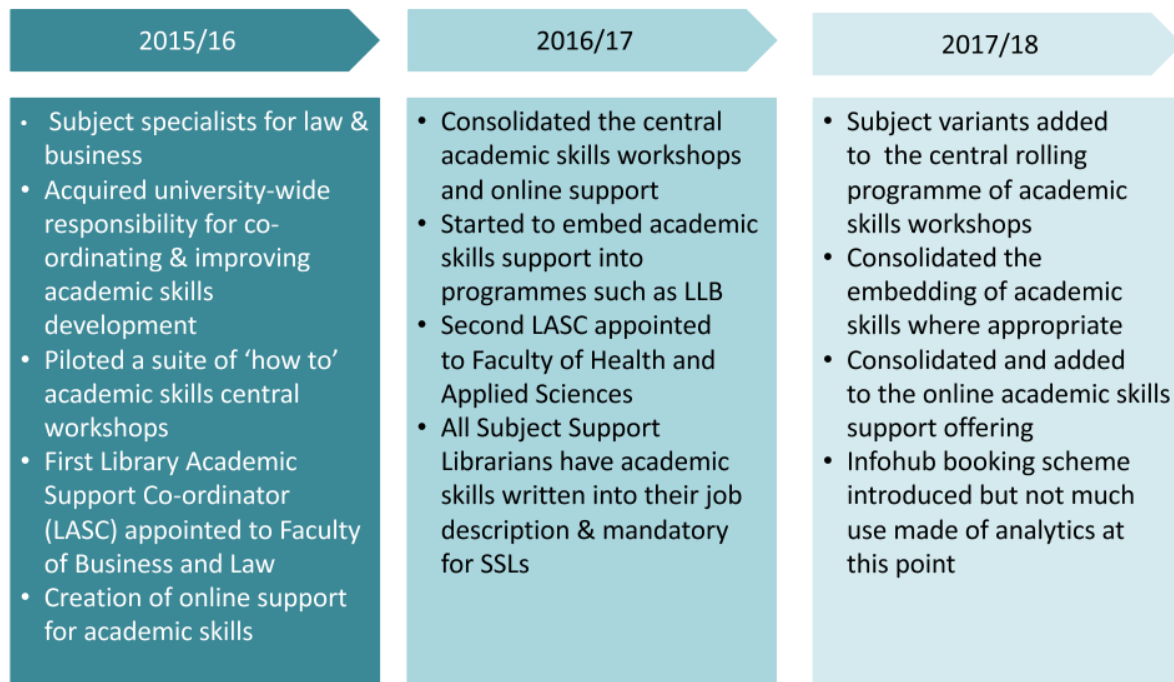 2015/16
• Subject specialists for law &
business
• Acquired university-wide
responsibility for co-
ordinating & improving
academic skills
development
• Piloted a suite of ‘how to’
academic skills central
workshops
• First Library Academic
Support Co-ordinator
(LASC) appointed to Faculty
of Business and Law
• Creation of online support
for academic skills
2016/17
• Consolidated the central
academic skills workshops
and online support
• Started to embed academic
skills support into
programmes such as LLB
• Second LASC appointed
to Faculty of Health and
Applied Sciences
• All Subject Support
Librarians have academic
skills written into their job
description & mandatory
for SSLs
2017/18
• Subject variants added
to the central rolling
programme of academic
skills workshops
• Consolidated the
embedding of academic
skills where appropriate
• Consolidated and added
to the online academic skills
support offering
• Infohub booking scheme
introduced but not much
use made of analytics at
this point